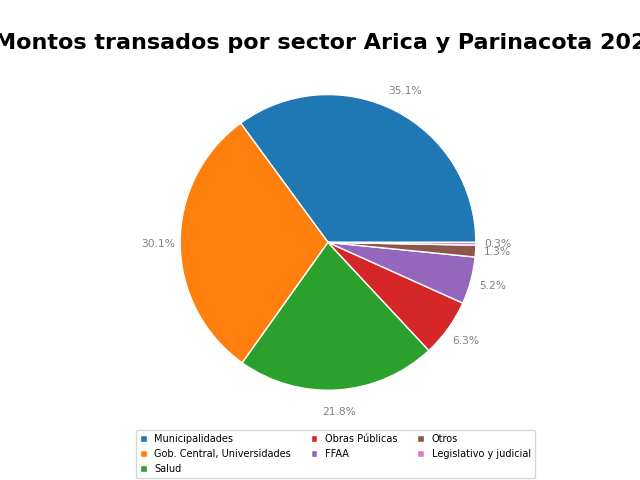 Montos transados por sector Arica y Parinacota 202
35.1%
30.1%
0.3%
1.3%
5.2%
6.3%
21.8%
Municipalidades
Gob. Central, Universidades
Salud
Obras Públicas
FFAA
Otros
Legislativo y judicial